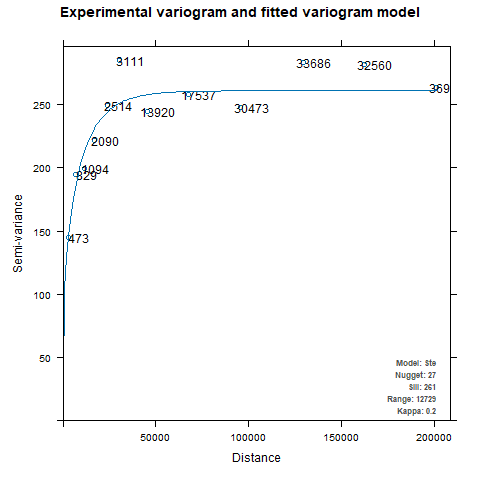 Experimental variogram and fitted variogram model
3111
33686
32560
369
17537
2514
13920
30473
2090
1094
829
473
250
200
150
100
50
Semi-variance
Model: Ste
Nugget: 27
Sill: 261
Range: 12729
Kappa: 0.2
50000
100000
150000
200000
Distance